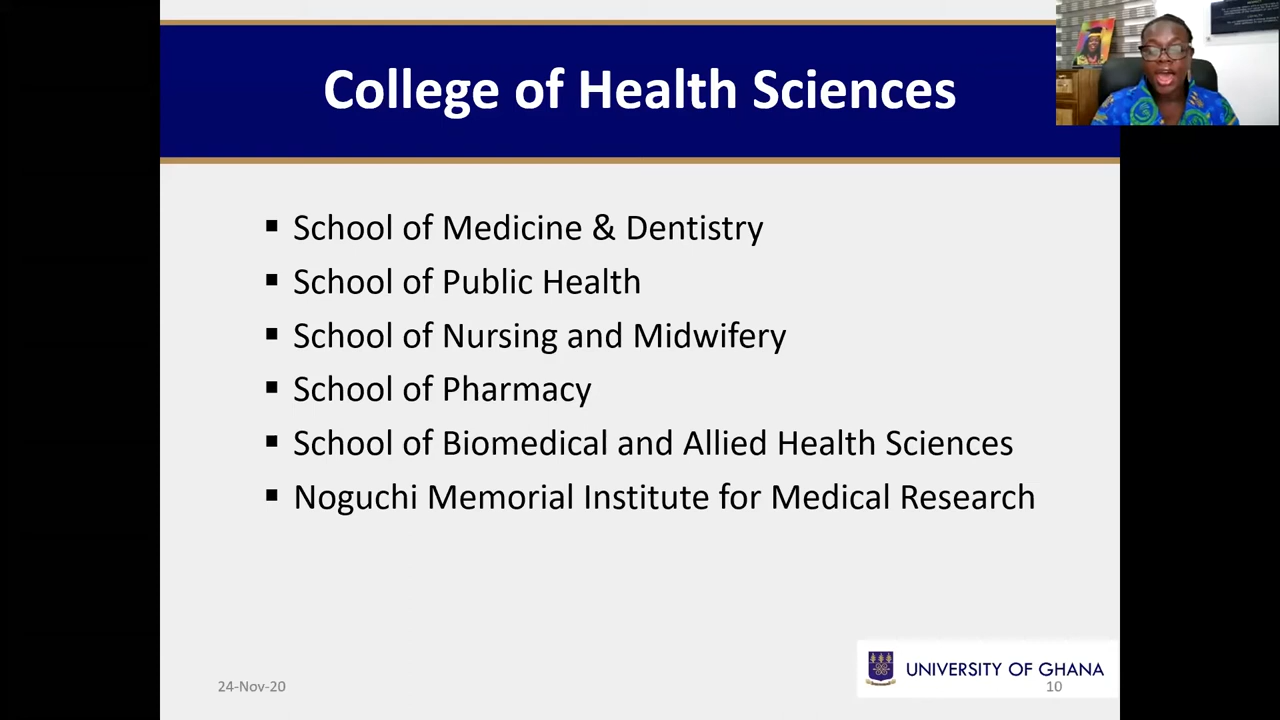 College of Health Sciences
▪ School of Medicine & Dentistry
▪ School of Public Health
▪ School of Nursing and Midwifery
▪ School of Pharmacy
▪ School of Biomedical and Allied Health Sciences
▪ Noguchi Memorial Institute for Medical Research
24-Nov-20
UNIVERSITY OF GHANA
10